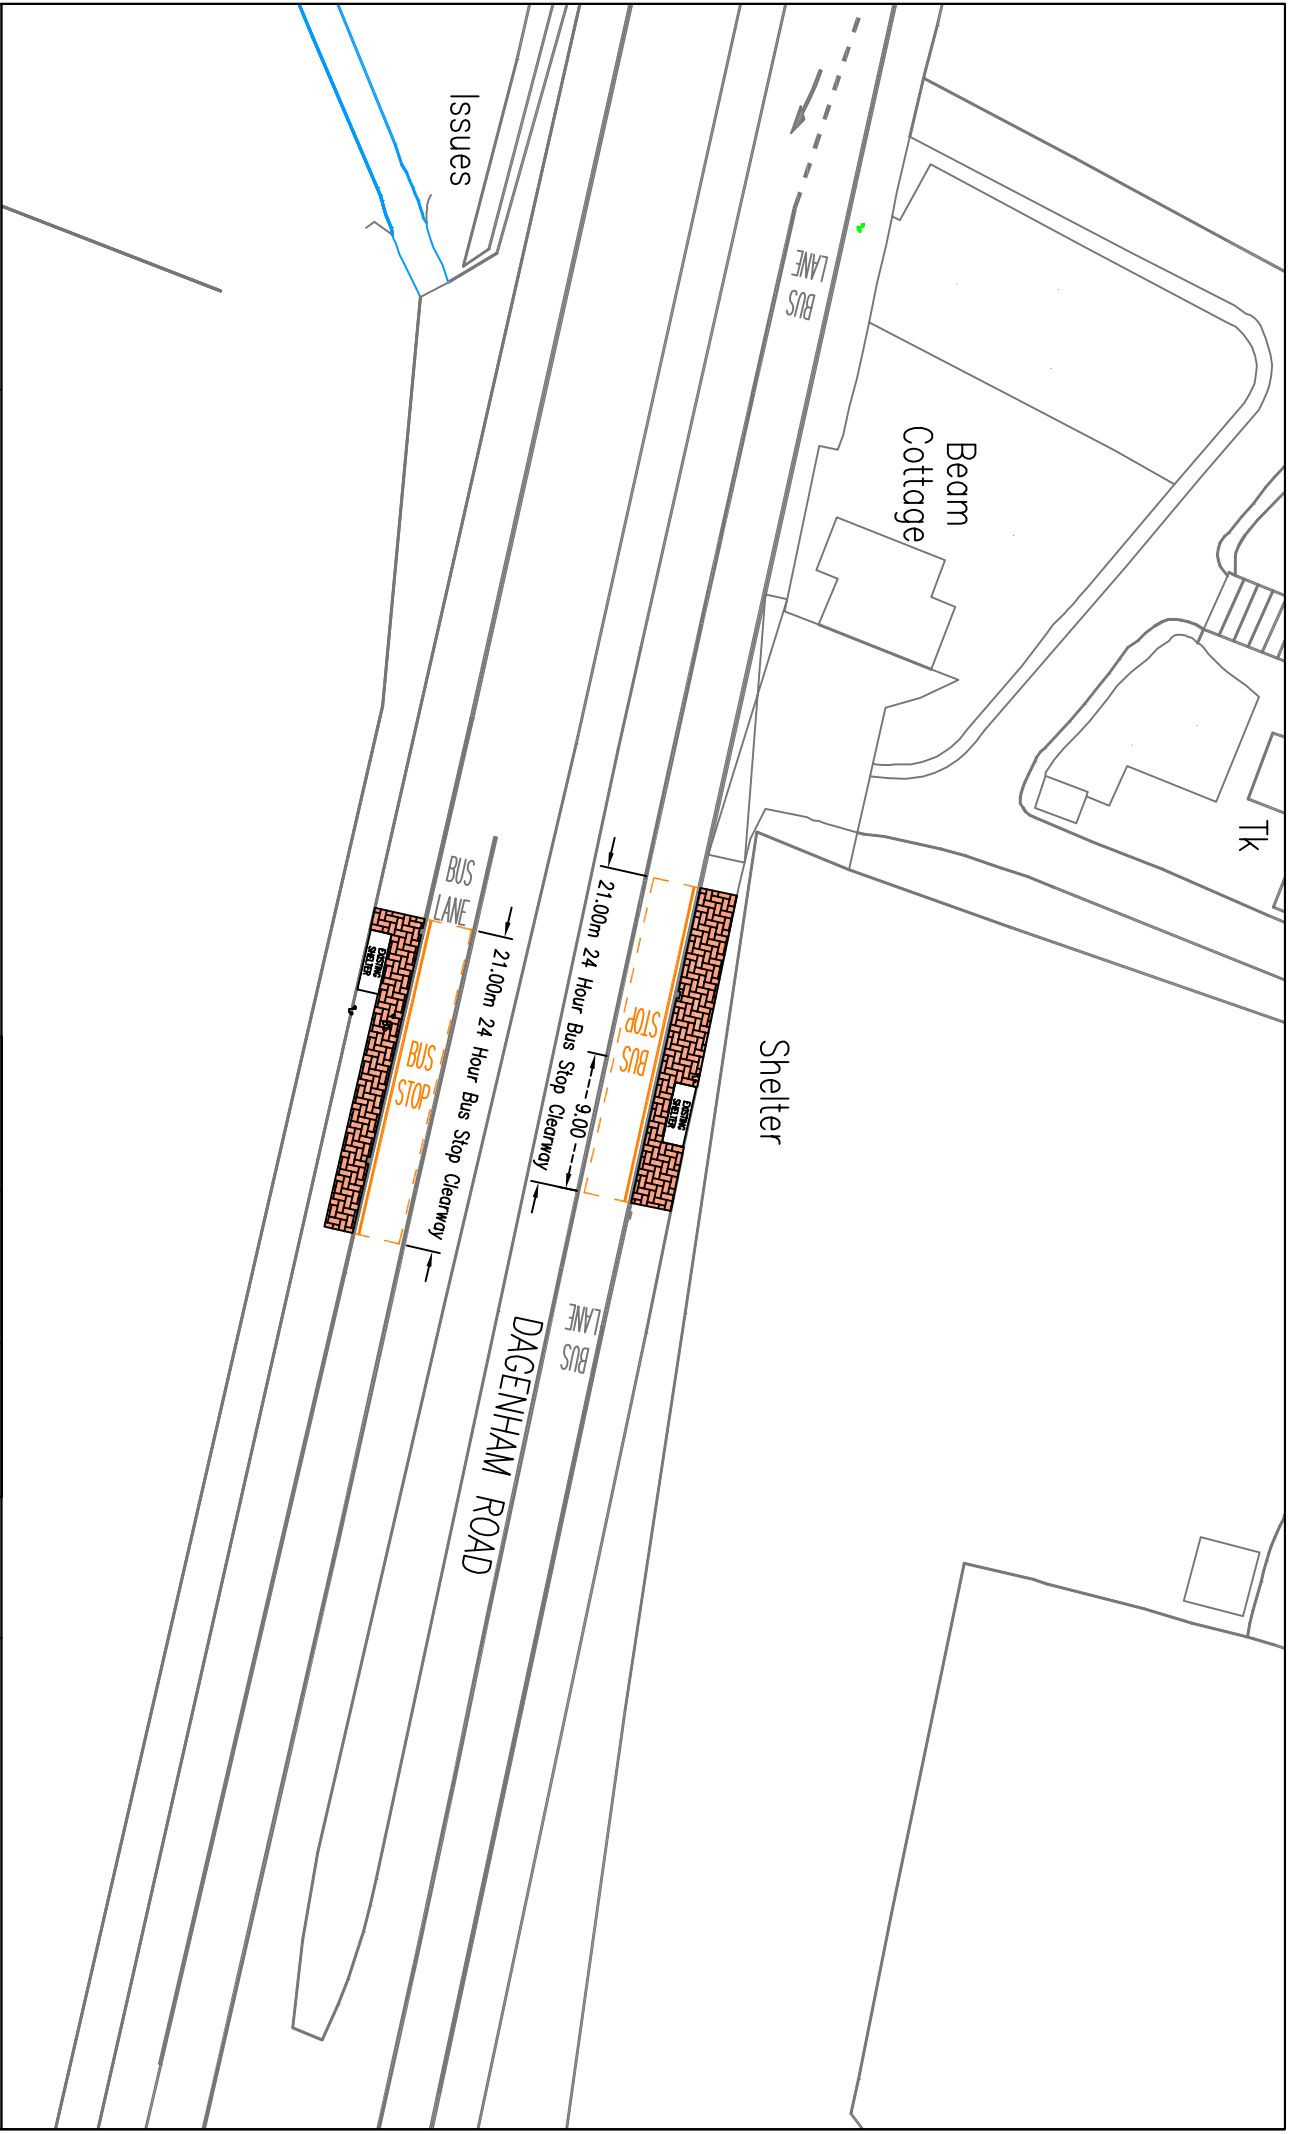 Issues
BUS
LANE
Beam
Cottage
Tk
BUS
LANE
21.00m 24 Hour Bus Stop Clearway
21.00m 24 Hour Bus Stop Clearway
9.00
BUS
STOP
BUS
STOP
EXISTING
SHELTER
EXISTING
SHELTER
Shelter
BUS
LANE
DAGENHAM ROAD